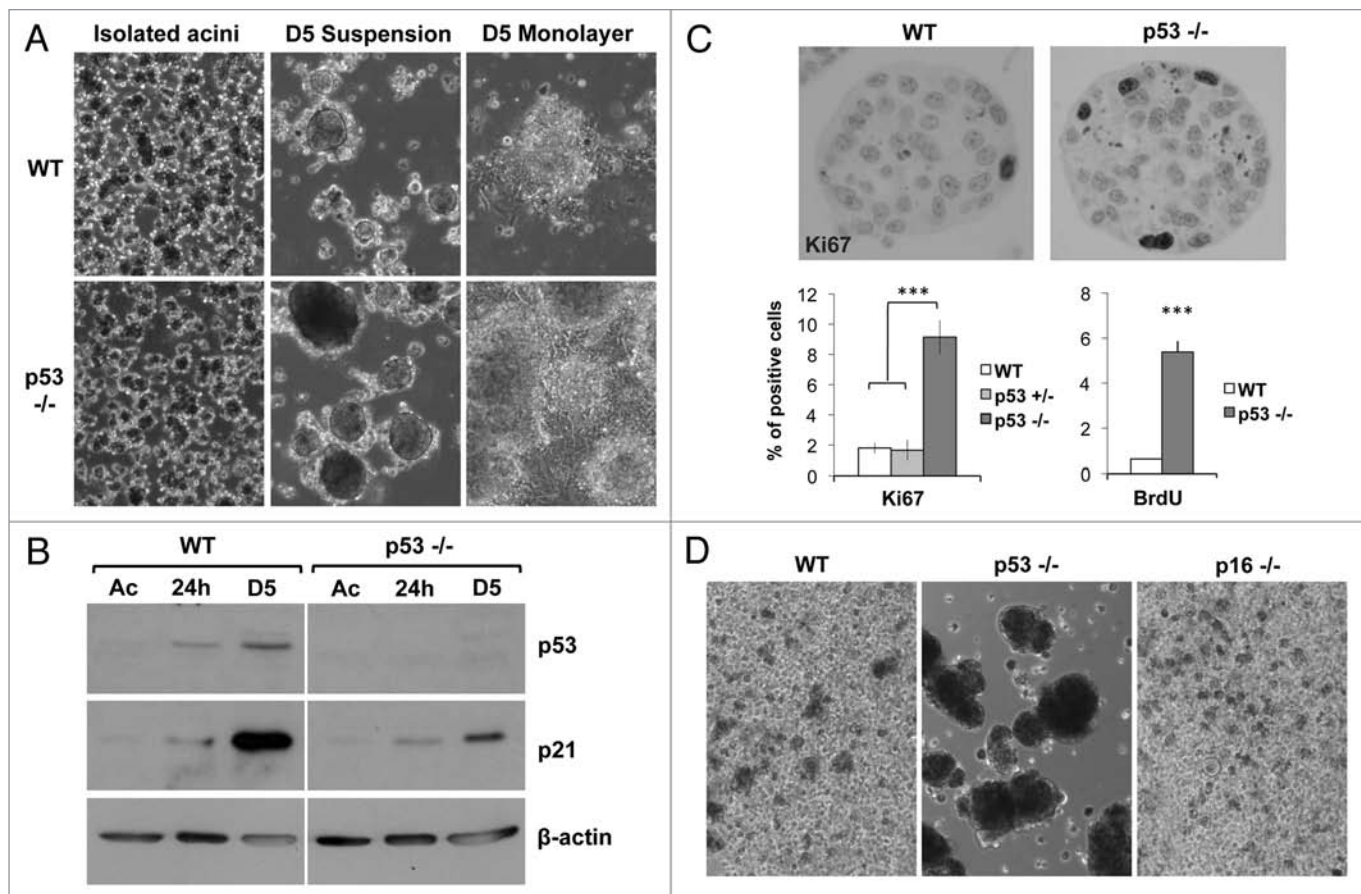 A
Isolated acini
D5 Suspension
D5 Monolayer
WT
p53
-/-
B
WT
p53 -/-
Ac
24h
D5
Ac
24h
D5
p53
p21
β-actin
C
WT
p53 -/-
Ki67
% of positive cells
12
10
8
6
4
2
0
***
WT
p53 +/-
p53 -/-
Ki67
8
6
4
2
0
***
WT
p53 -/-
BrdU
D
WT
p53 -/-
p16 -/-